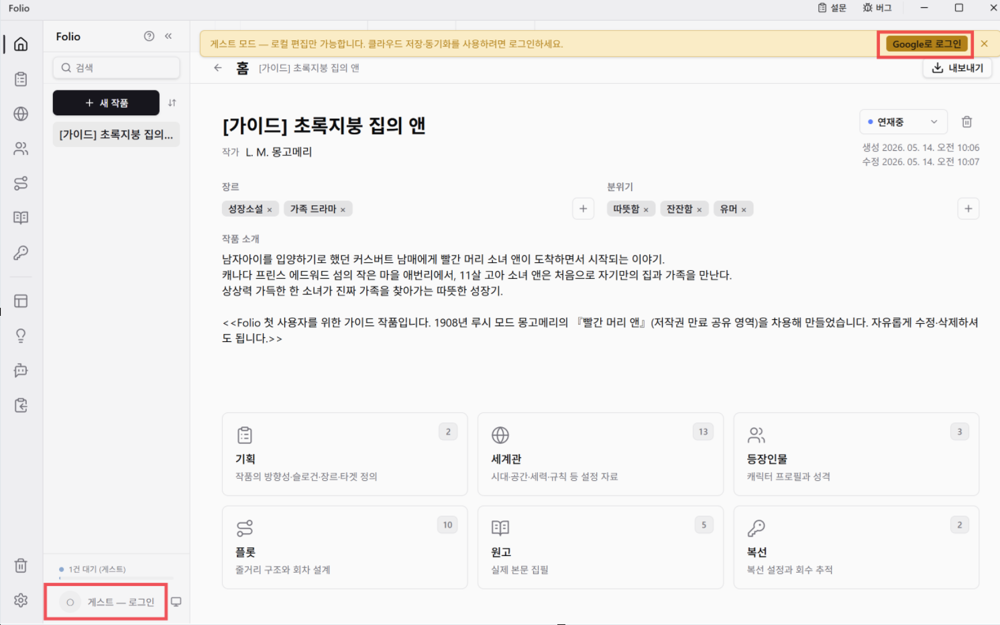 Folio
설문
버그
Folio
검색
+ 새 작품
[가이드] 초록지붕 집의...
1건 대기 (게스트)
게스트 — 로그인
게스트 모드 — 로컬 편집만 가능합니다. 클라우드 저장·동기화를 사용하려면 로그인하세요.
Google로 로그인
홈 [가이드] 초록지붕 집의 앤
내보내기
[가이드] 초록지붕 집의 앤
연재중
작가 L. M. 몽고메리
생성 2026. 05. 14. 오전 10:06
수정 2026. 05. 14. 오전 10:07
장르
성장소설 × 가족 드라마 ×
분위기
따뜻함 × 잔잔함 × 유머 ×
작품 소개
남자아이를 입양하기로 했던 커스버트 남매에게 빨간 머리 소녀 앤이 도착하면서 시작되는 이야기.
캐나다 프린스 에드워드 섬의 작은 마을 애번리에서, 11살 고아 소녀 앤은 처음으로 자기만의 집과 가족을 만난다.
상상력 가득한 한 소녀가 진짜 가족을 찾아가는 따뜻한 성장기.
<<Folio 첫 사용자를 위한 가이드 작품입니다. 1908년 루시 모드 몽고메리의 『빨간 머리 앤』(저작권 만료 공유 영역)을 차용해 만들었습니다. 자유롭게 수정·삭제하셔
도 됩니다.>>
2
기획
작품의 방향성·슬로건·장르·타겟 정의
13
세계관
시대·공간·세력·규칙 등 설정 자료
3
등장인물
캐릭터 프로필과 성격
10
플롯
줄거리 구조와 회차 설계
5
원고
실제 본문 집필
2
복선
복선 설정과 회수 추적